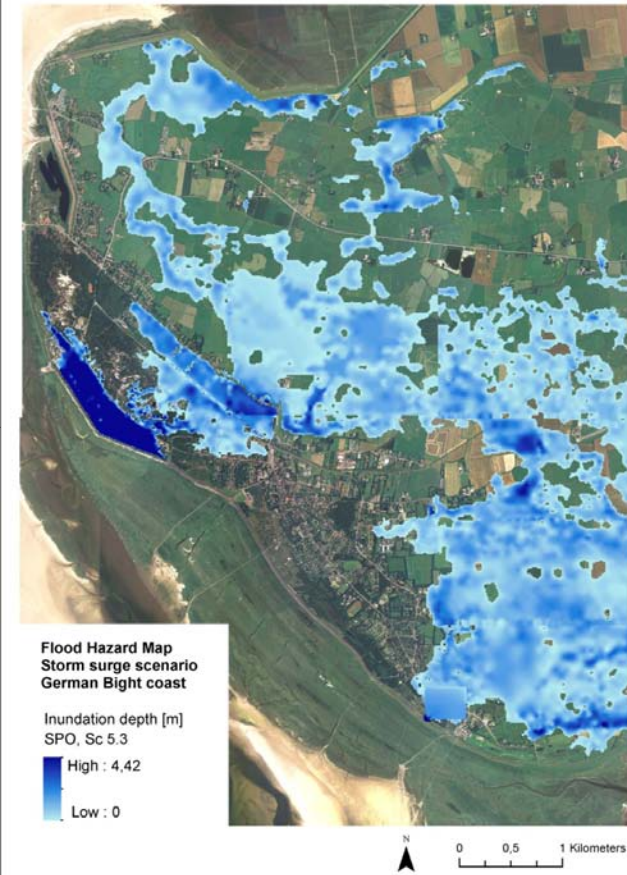 Flood Hazard Map
Storm surge scenario
German Bight coast
Inundation depth [m]
SPO, Sc 5.3
High : 4,42
Low : 0
N
0 0,5 1 Kilometers